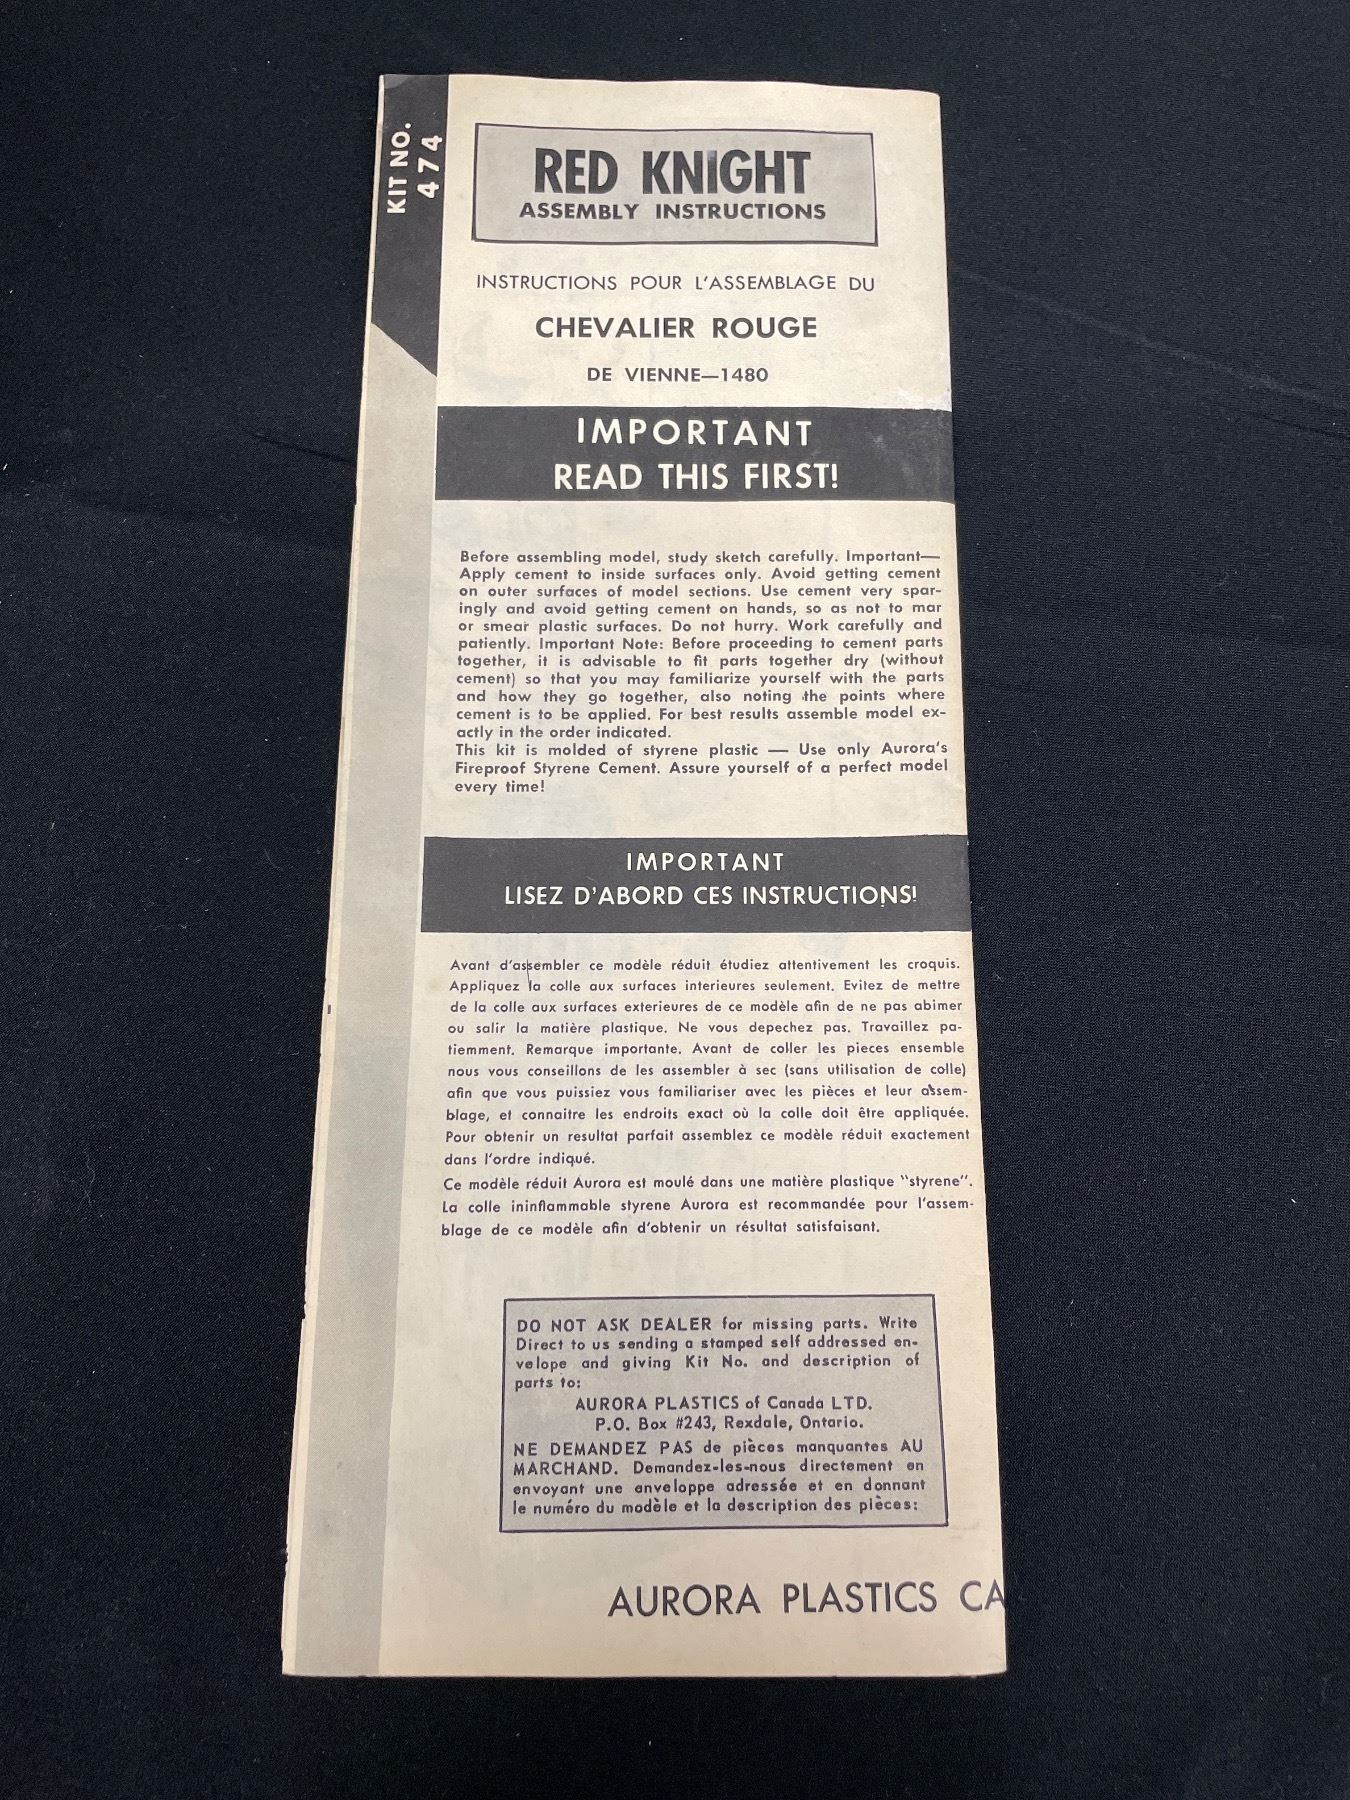 KIT NO.
474
RED KNIGHT
ASSEMBLY INSTRUCTIONS
INSTRUCTIONS POUR L'ASSEMBLAGE DU
CHEVALIER ROUGE
DE VIENNE—1480
IMPORTANT
READ THIS FIRST!
Before assembling model, study sketch carefully. Important—
Apply cement to inside surfaces only. Avoid getting cement
on outer surfaces of model sections. Use cement very spar-
ingly and avoid getting cement on hands, so as not to mar
or smear plastic surfaces. Do not hurry. Work carefully and
patiently. Important Note: Before proceeding to cement parts
together, it is advisable to fit parts together dry (without
cement) so that you may familiarize yourself with the parts
and how they go together, also noting the points where
cement is to be applied. For best results assemble model ex-
actly in the order indicated.
This kit is molded of styrene plastic — Use only Aurora's
Fireproof Styrene Cement. Assure yourself of a perfect model
every time!
IMPORTANT
LISEZ D'ABORD CES INSTRUCTIONS!
Avant d'assembler ce modèle réduit étudiez attentivement les croquis.
Appliquez la colle aux surfaces interieures seulement. Evitez de mettre
de la colle aux surfaces exterieures de ce modèle afin de ne pas abimer
ou salir la matière plastique. Ne vous depechez pas. Travaillez pa-
tiemment. Remarque importante. Avant de coller les pieces ensemble
nous vous conseillons de les assembler à sec (sans utilisation de colle)
afin que vous puissiez vous familiariser avec les pièces et leur assem-
blage, et connaitre les endroits exact où la colle doit être appliquée.
Pour obtenir un resultat parfait assemblez ce modèle réduit exactement
dans l'ordre indiqué.
Ce modèle réduit Aurora est moulé dans une matière plastique "styrene".
La colle ininflammable styrene Aurora est recommandée pour l'assem-
blage de ce modèle afin d'obtenir un résultat satisfaisant.
DO NOT ASK DEALER for missing parts. Write
Direct to us sending a stamped self addressed en-
velope and giving Kit No. and description of
parts to:
AURORA PLASTICS of Canada LTD.
P.O. Box #243, Rexdale, Ontario.
NE DEMANDEZ PAS de pièces manquantes AU
MARCHAND. Demandez-les-nous directement en
envoyant une enveloppe adressée et en donnant
le numéro du modèle et la description des pièces:
AURORA PLASTICS CA